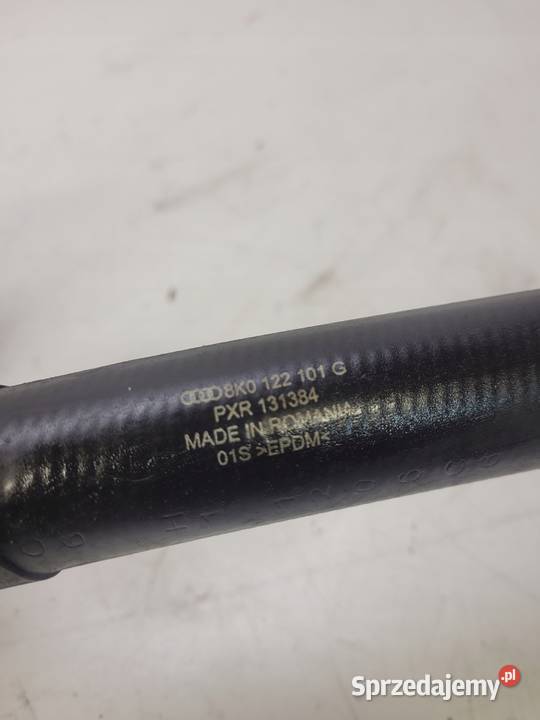 8K0 122 101 G
PXR 131384
MADE IN ROMANIA
01S >EPDM<
Sprzedajemy.pl